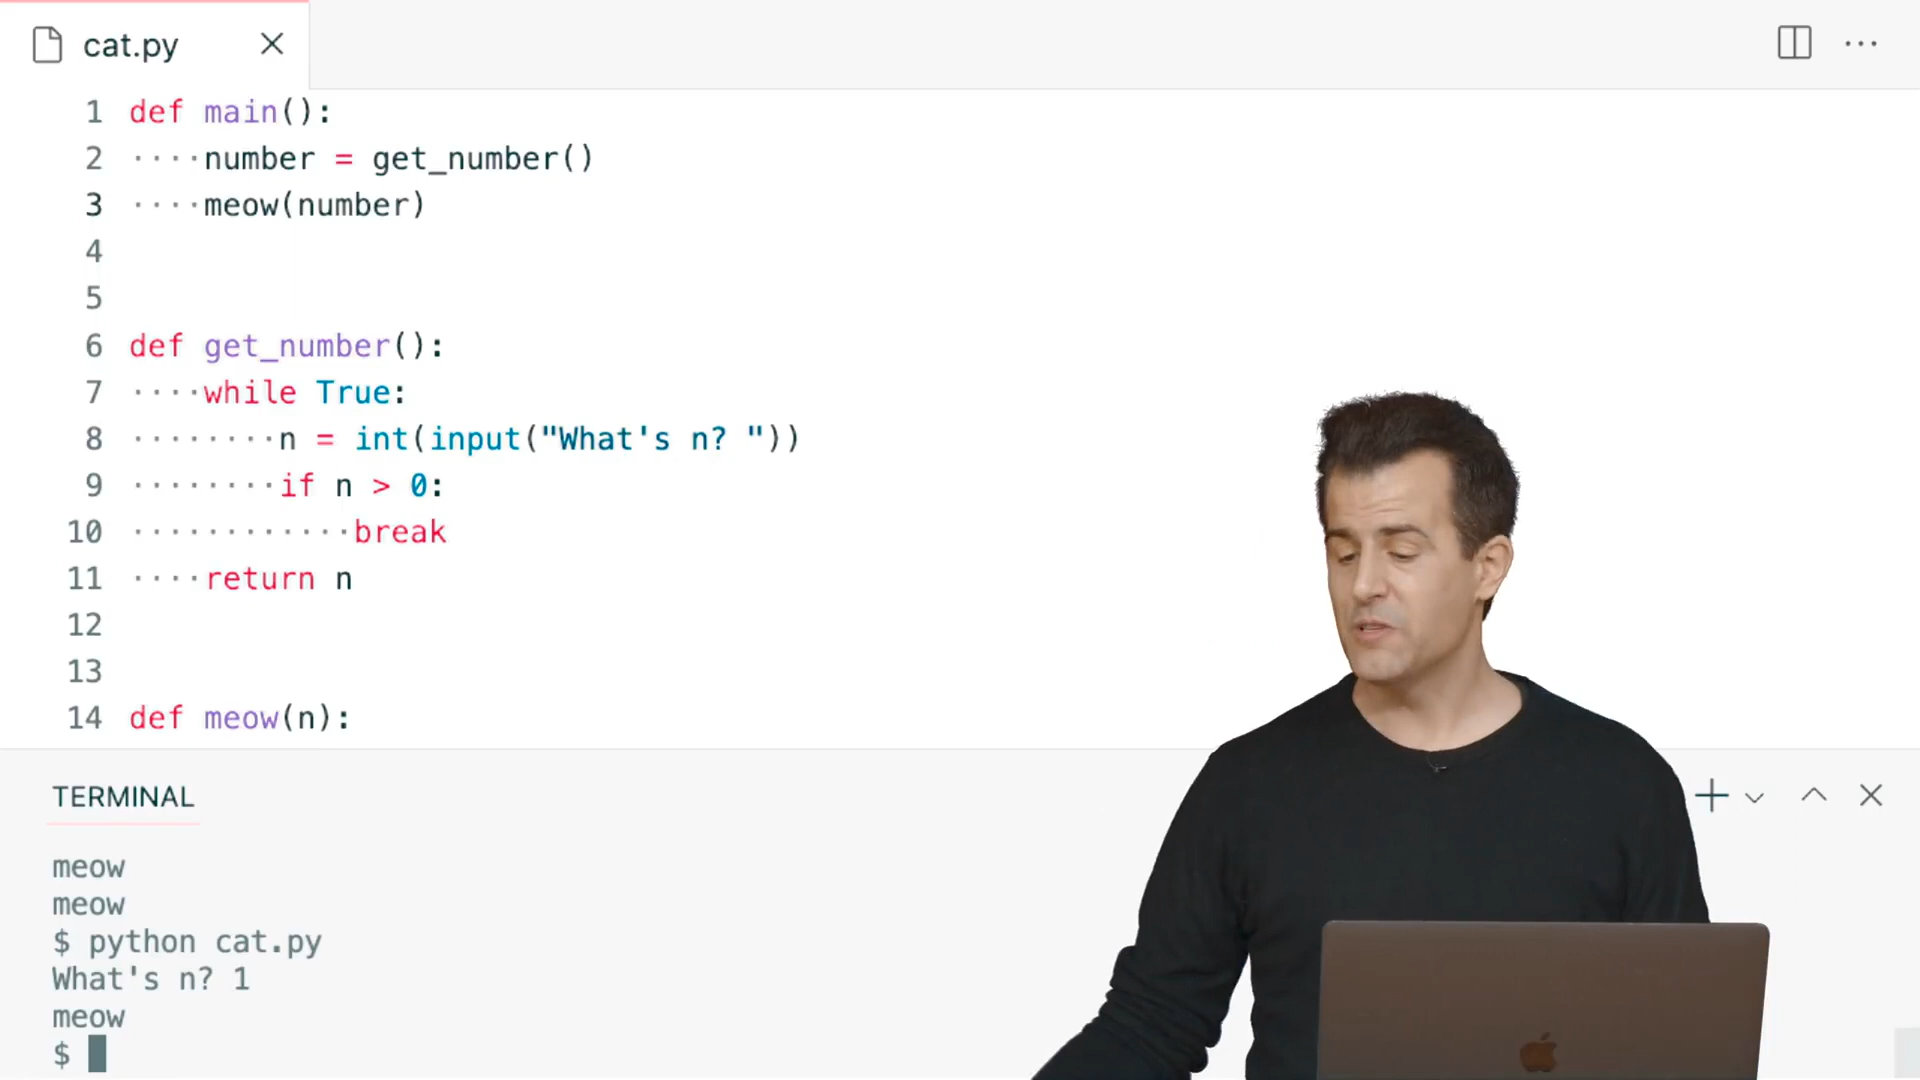 cat.py
1 def main():
2 ····number = get_number()
3 ····meow(number)
4
5
6 def get_number():
7 ····while True:
8 ········n = int(input("What's n? "))
9 ········if n > 0:
10 ············break
11 ····return n
12
13
14 def meow(n):
TERMINAL
meow
meow
$ python cat.py
What's n? 1
meow
$